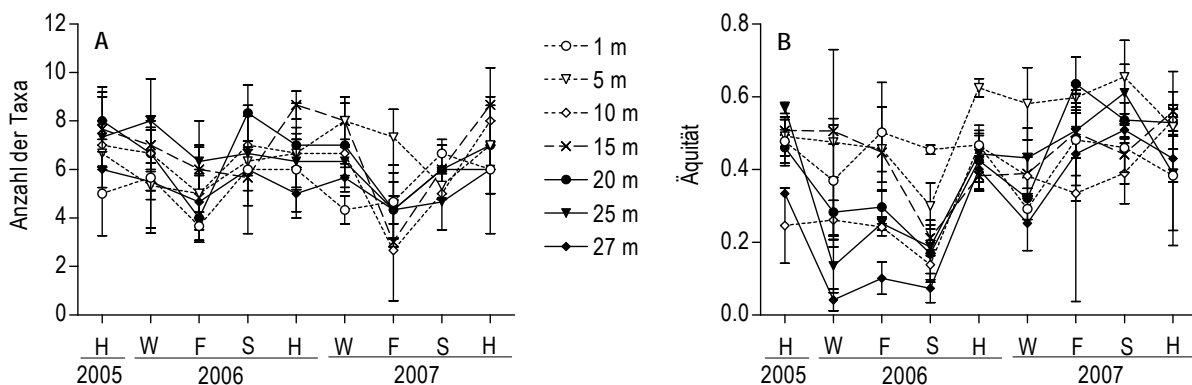 A
Anzahl der Taxa
12
10
8
6
4
2
0
H W F S H W F S H
2005 2006 2007
1 m
5 m
10 m
15 m
20 m
25 m
27 m
B
Äquität
0.8
0.6
0.4
0.2
0.0
H W F S H W F S H
2005 2006 2007